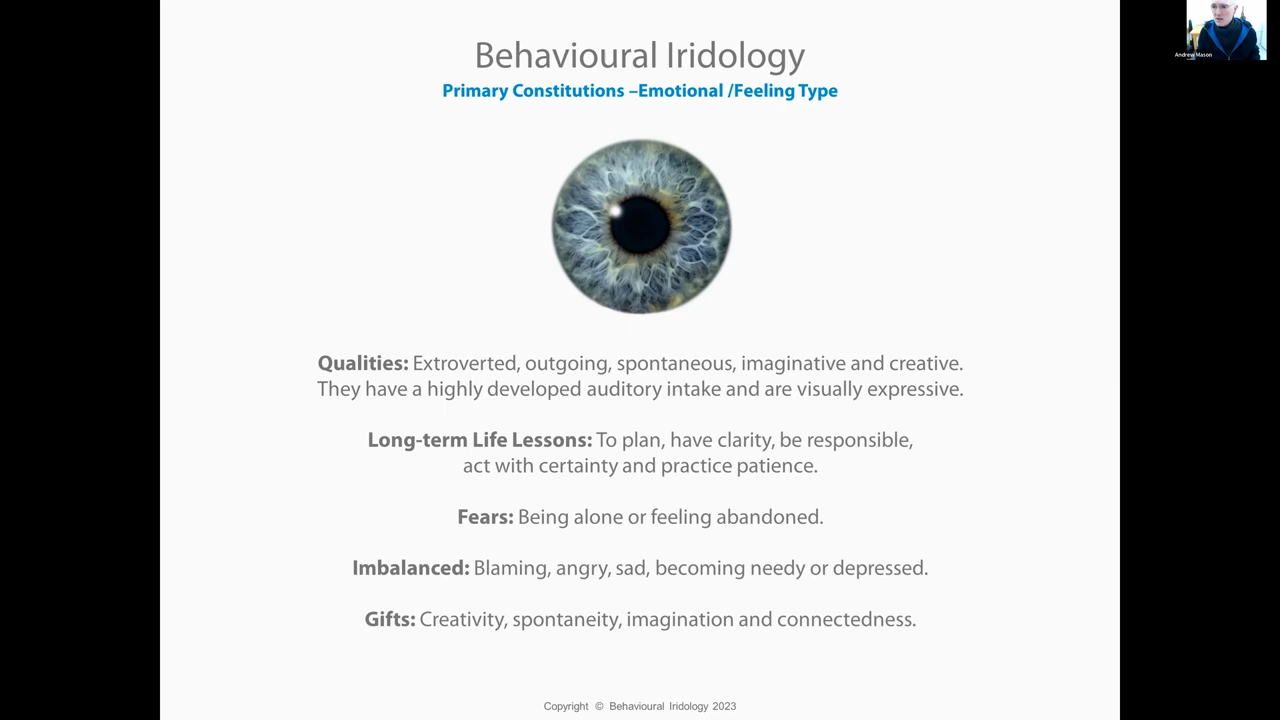 Behavioural Iridology
Primary Constitutions –Emotional /Feeling Type
Andrew Mason
Qualities: Extroverted, outgoing, spontaneous, imaginative and creative.
They have a highly developed auditory intake and are visually expressive.
Long-term Life Lessons: To plan, have clarity, be responsible,
act with certainty and practice patience.
Fears: Being alone or feeling abandoned.
Imbalanced: Blaming, angry, sad, becoming needy or depressed.
Gifts: Creativity, spontaneity, imagination and connectedness.
Copyright © Behavioural Iridology 2023